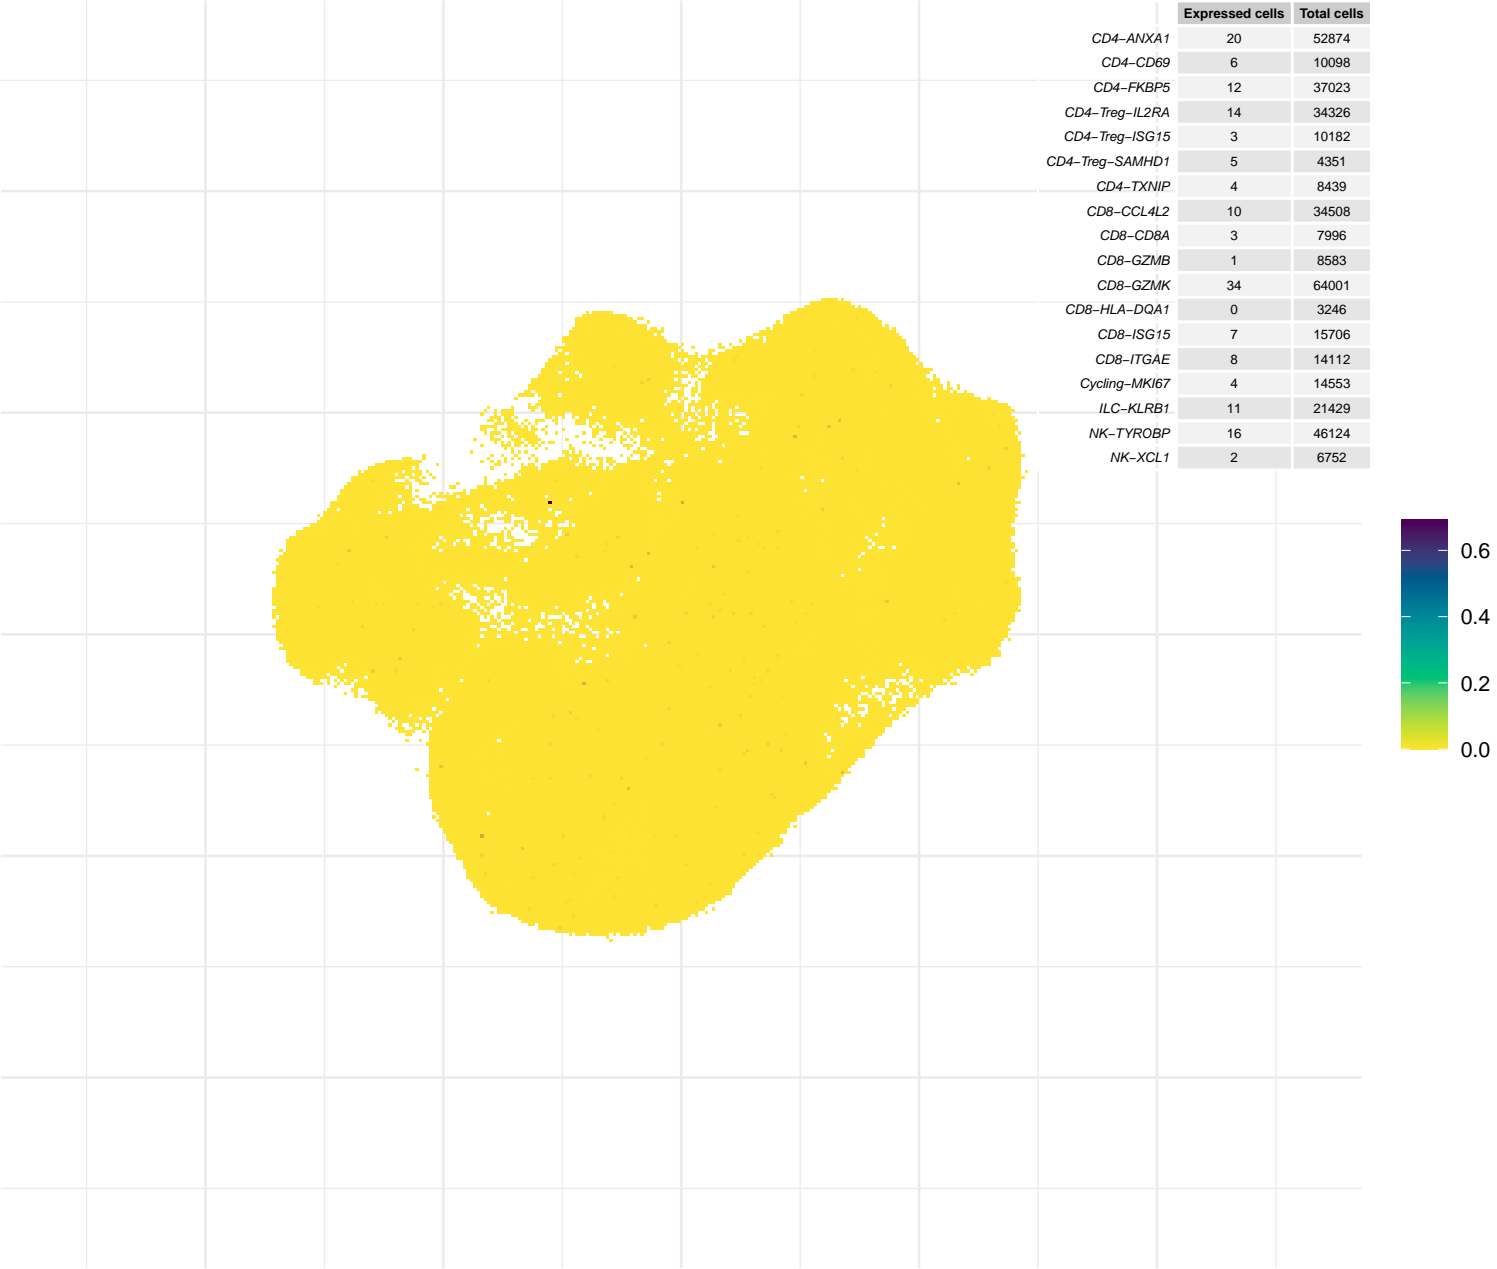 Expressed cells Total cells
CD4−ANXA1 20 52874
CD4−CD69 6 10098
CD4−FKBP5 12 37023
CD4−Treg−IL2RA 14 34326
CD4−Treg−ISG15 3 10182
CD4−Treg−SAMHD1 5 4351
CD4−TXNIP 4 8439
CD8−CCL4L2 10 34508
CD8−CD8A 3 7996
CD8−GZMB 1 8583
CD8−GZMK 34 64001
CD8−HLA−DQA1 0 3246
CD8−ISG15 7 15706
CD8−ITGAE 8 14112
Cycling−MKI67 4 14553
ILC−KLRB1 11 21429
NK−TYROBP 16 46124
NK−XCL1 2 6752
0.6
0.4
0.2
0.0